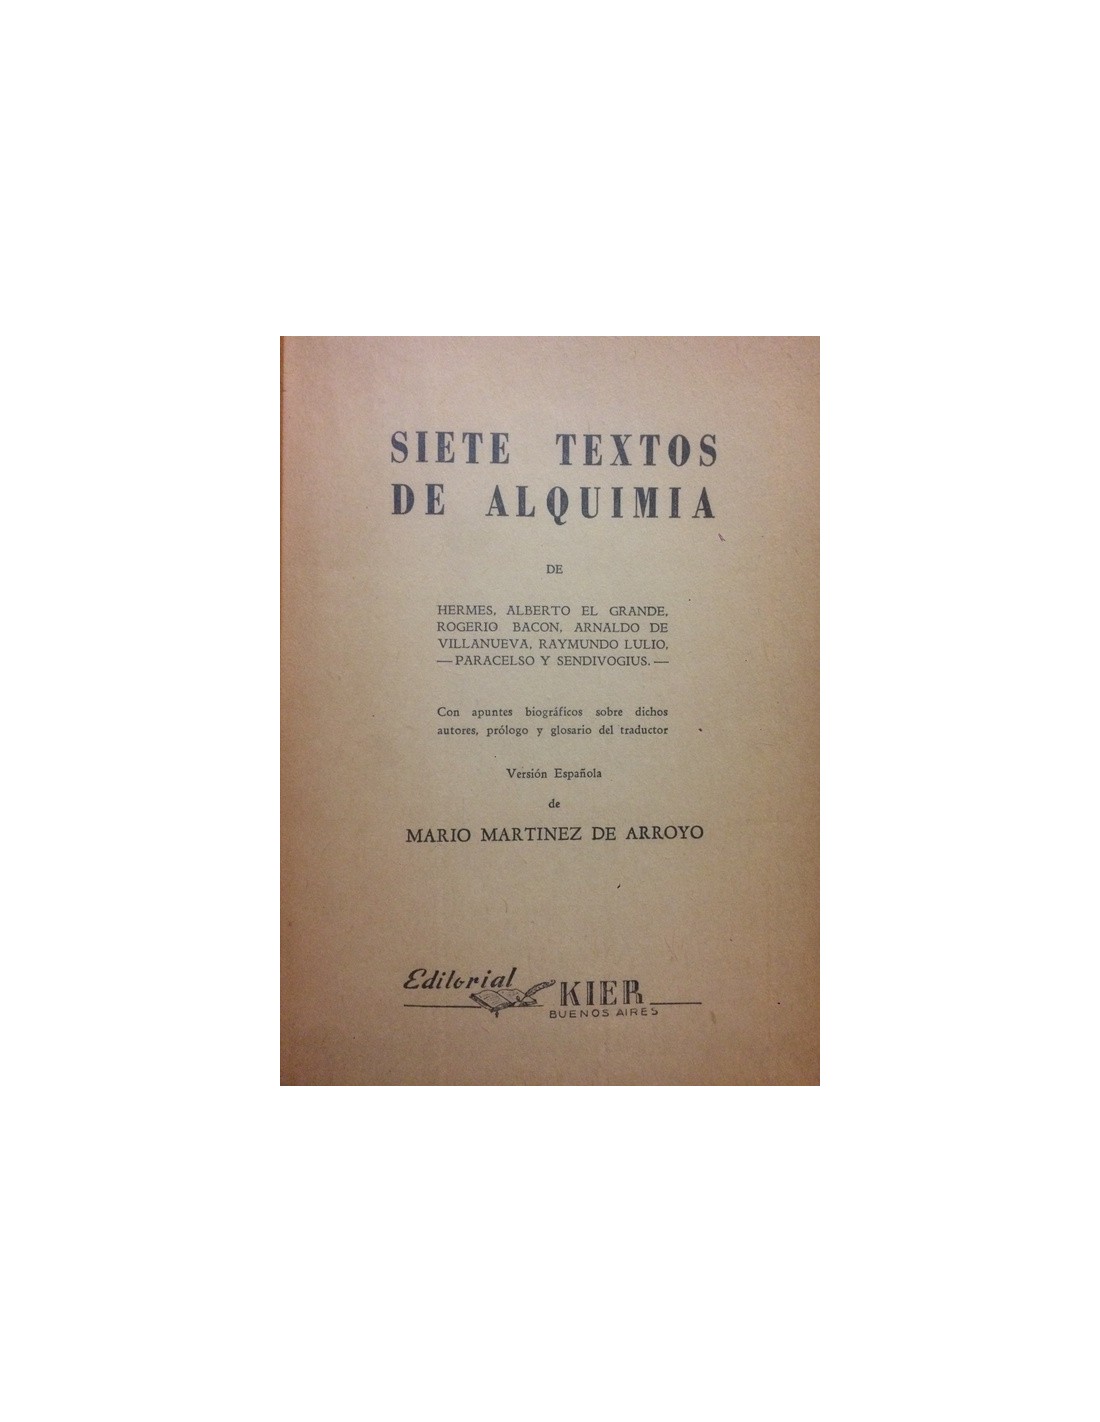 SIETE TEXTOS
DE ALQUIMIA
DE
HERMES, ALBERTO EL GRANDE,
ROGERIO BACON, ARNALDO DE
VILLANUEVA, RAYMUNDO LULIO,
— PARACELSO Y SENDIVOGIUS. —
Con apuntes biográficos sobre dichos
autores, prólogo y glosario del traductor
Versión Española
de
MARIO MARTINEZ DE ARROYO
Editorial
KIER
BUENOS AIRES